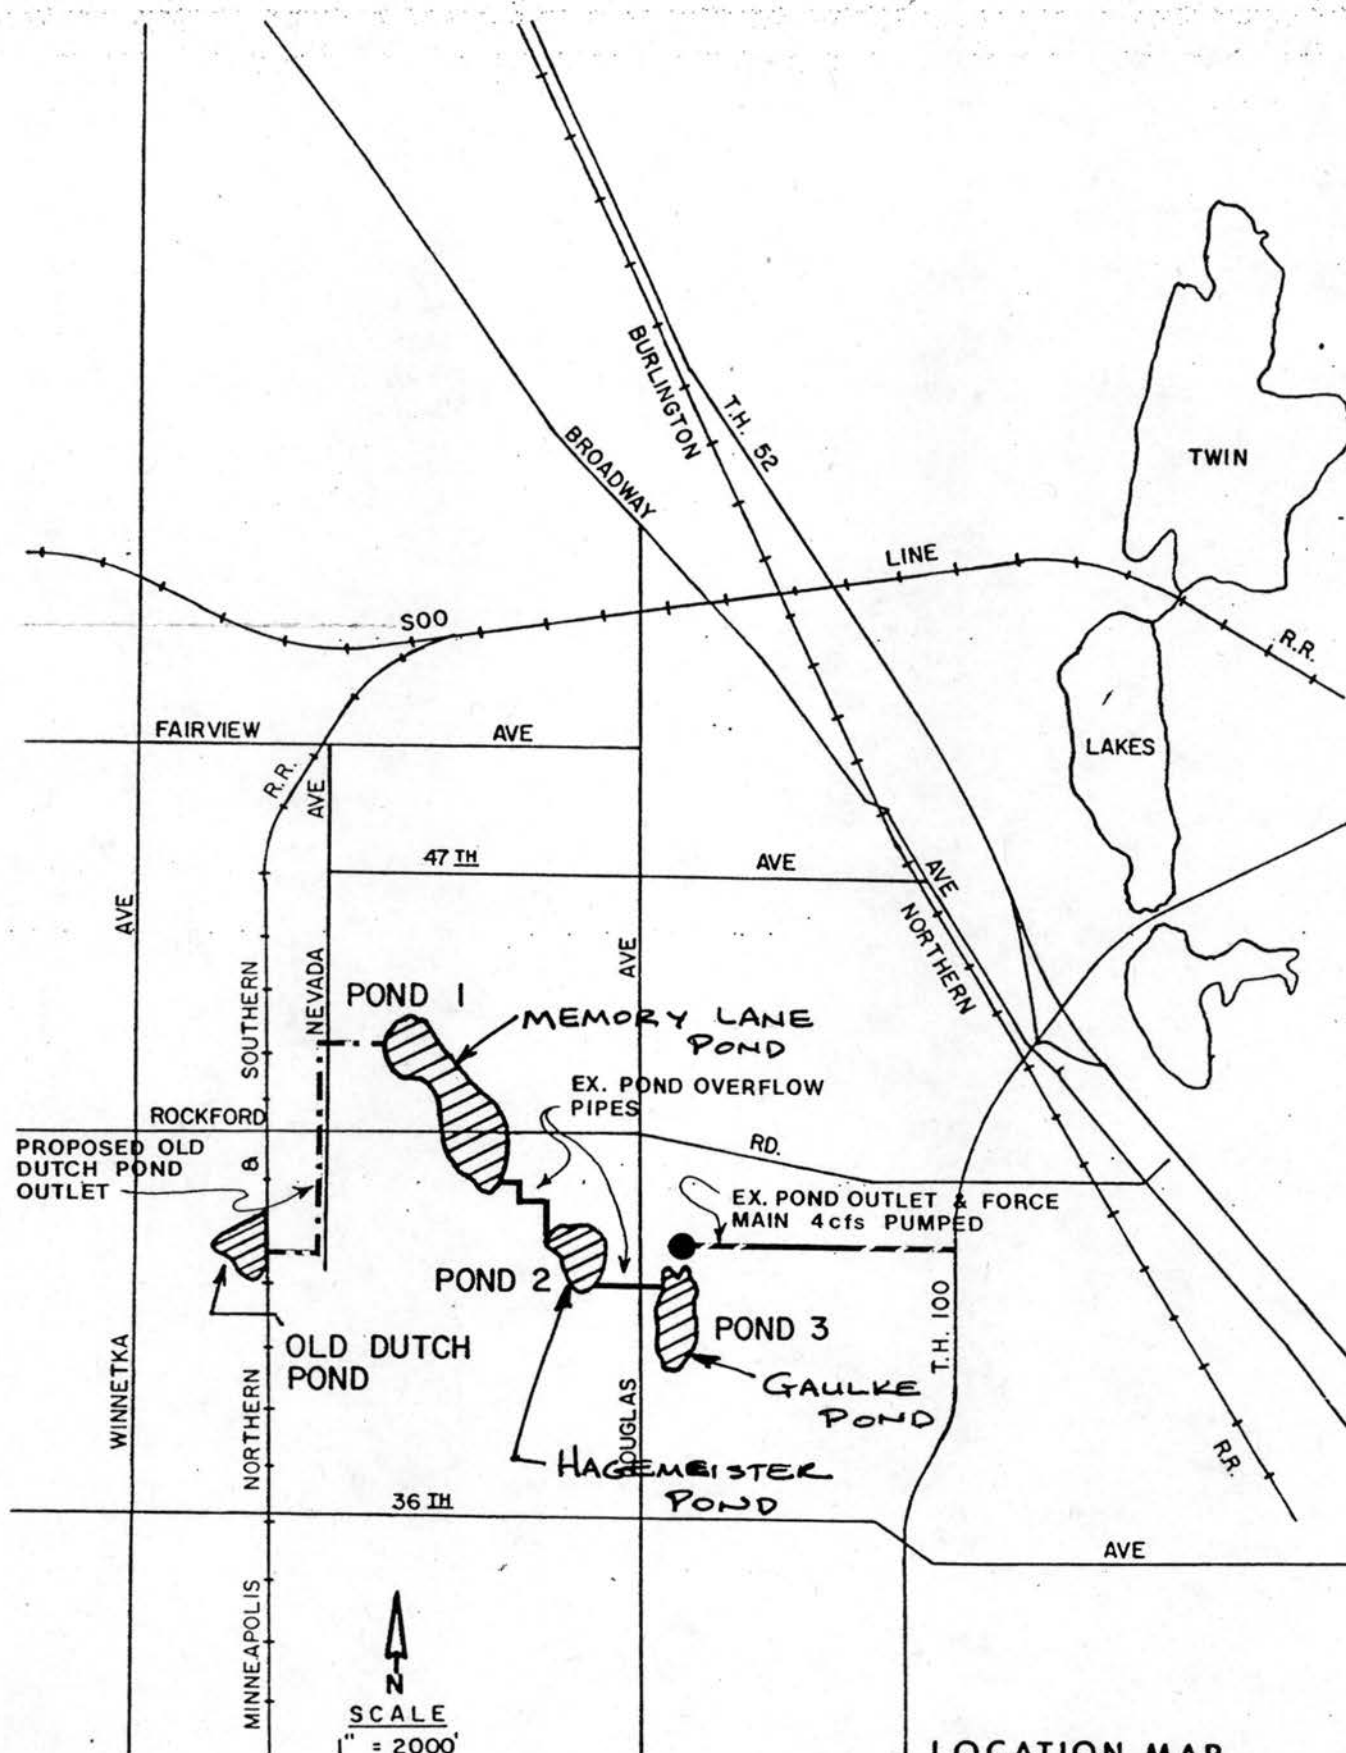 BURLINGTON
T.H. 52
BROADWAY
TWIN
LINE
SOO
R.R.
FAIRVIEW
AVE
LAKES
R.R.
AVE
47 TH
AVE
AVE
AVE
AVE
NORTHERN
SOUTHERN
NEVADA
POND 1
MEMORY LANE
POND
EX. POND OVERFLOW
PIPES
ROCKFORD
RD.
PROPOSED OLD
DUTCH POND
OUTLET
&
EX. POND OUTLET & FORCE
MAIN 4cfs PUMPED
POND 2
POND 3
T.H. 100
OLD DUTCH
POND
WINNETKA
NORTHERN
GAULKE
POND
DOUGLAS
HAGEMEISTER
POND
R.R.
36 TH
AVE
MINNEAPOLIS
N
SCALE
1" = 2000'
LOCATION MAP